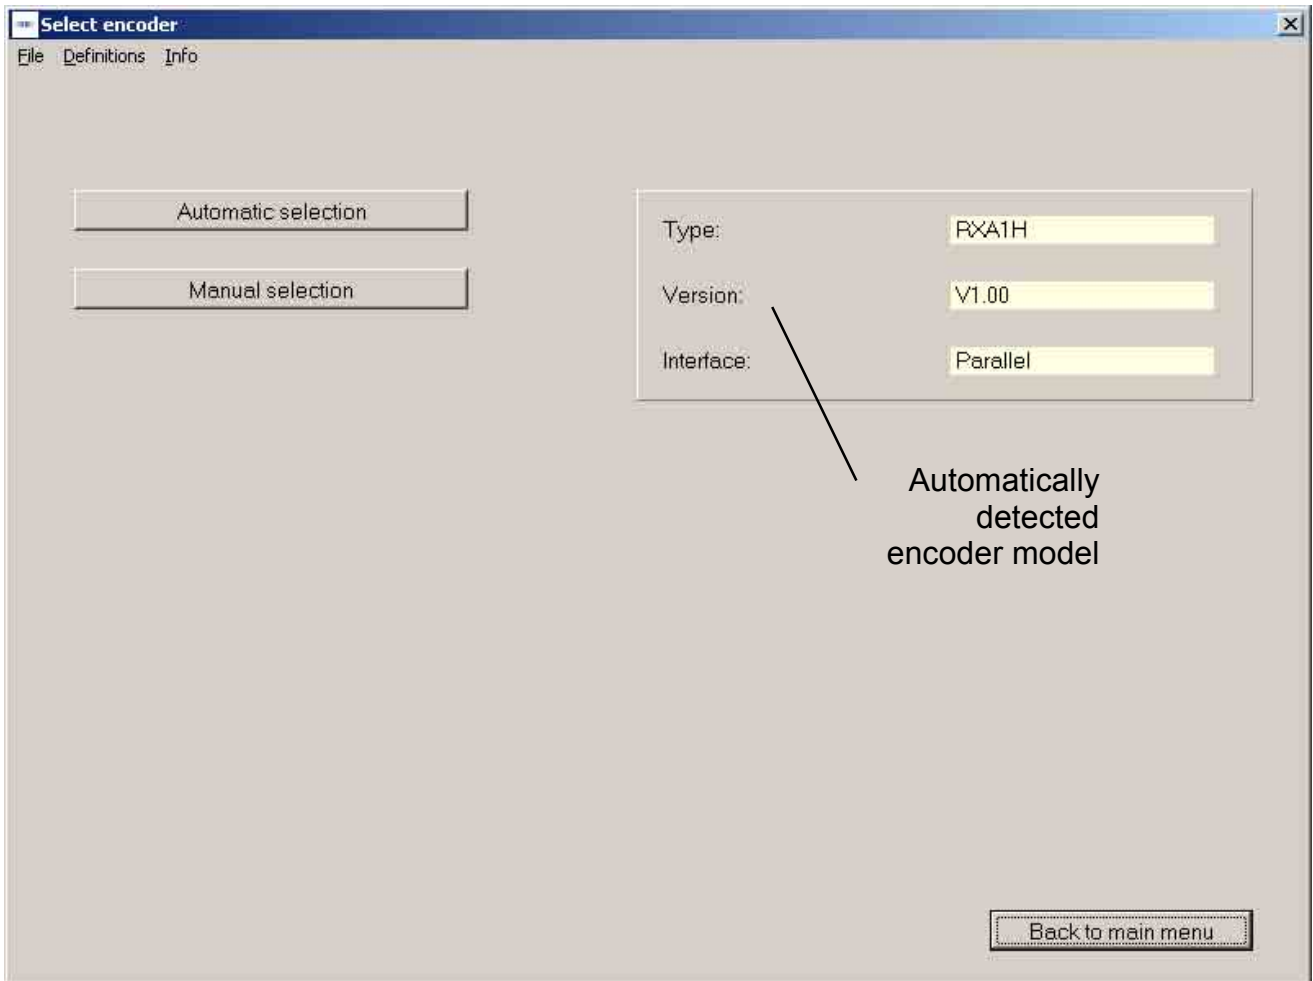 Select encoder
File Definitions Info
Automatic selection
Manual selection
Type: RXA1H
Version: V1.00
Interface: Parallel
Automatically
detected
encoder model
Back to main menu